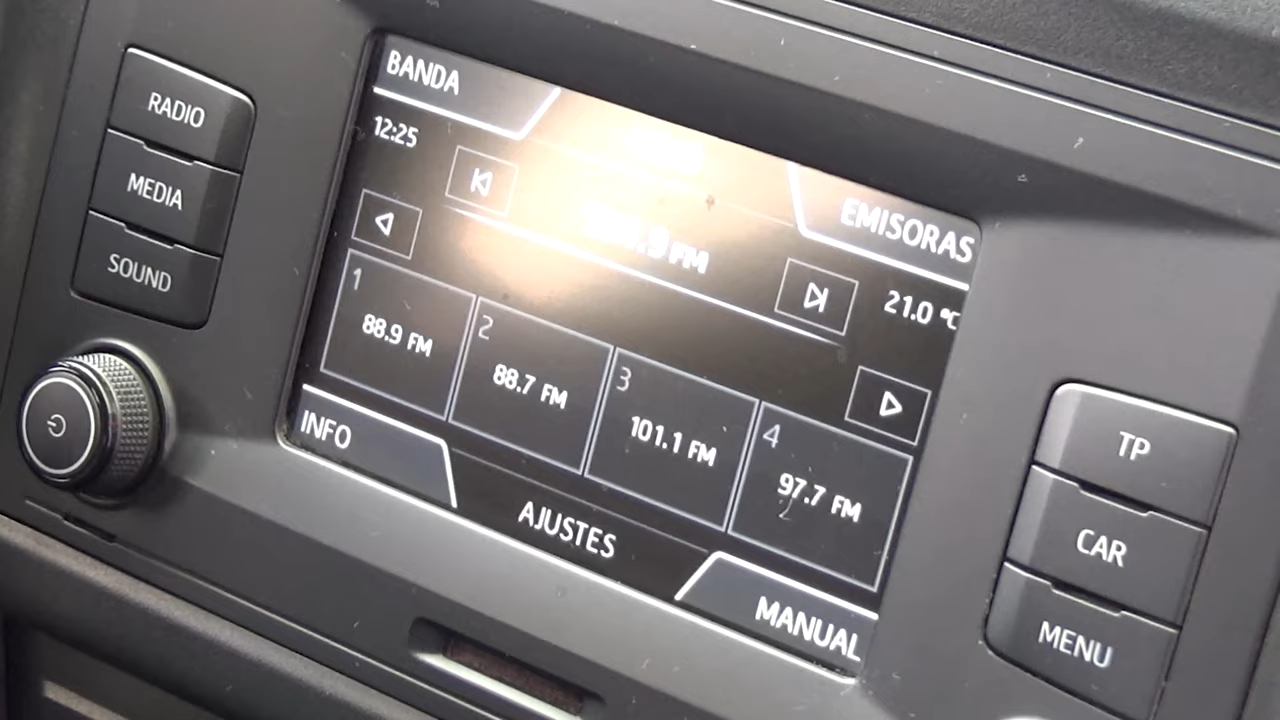 RADIO
MEDIA
SOUND
BANDA
12:25
EMISORAS
FM
21.0 °C
1
88.9 FM
2
88.7 FM
3
101.1 FM
4
97.7 FM
INFO
AJUSTES
MANUAL
TP
CAR
MENU